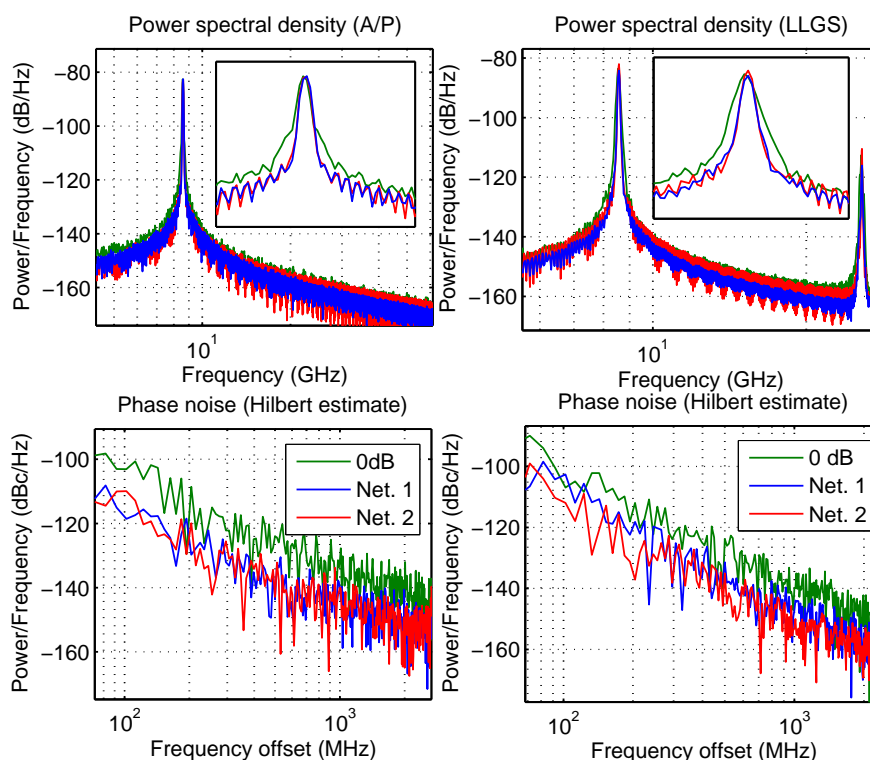 Power spectral density (A/P)
Power/Frequency (dB/Hz)
−80
−100
−120
−140
−160
10^1
Frequency (GHz)
Power spectral density (LLGS)
Power/Frequency (dB/Hz)
−80
−100
−120
−140
−160
10^1
Frequency (GHz)
Phase noise (Hilbert estimate)
Power/Frequency (dBc/Hz)
−100
−120
−140
−160
0dB
Net. 1
Net. 2
10^2
10^3
Frequency offset (MHz)
Phase noise (Hilbert estimate)
Power/Frequency (dBc/Hz)
−100
−120
−140
−160
0 dB
Net. 1
Net. 2
10^2
10^3
Frequency offset (MHz)